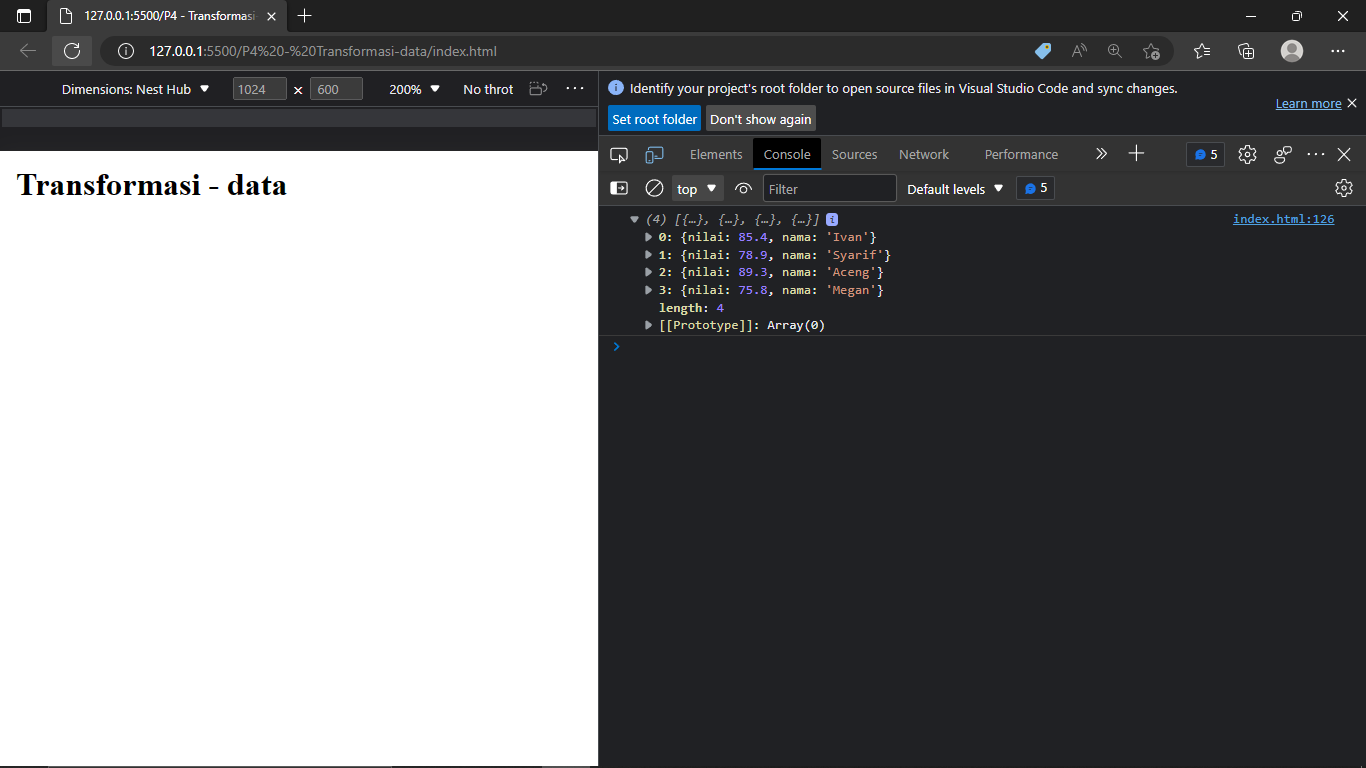 127.0.0.1:5500/P4 - Transformasi-
127.0.0.1:5500/P4%20-%20Transformasi-data/index.html
Dimensions: Nest Hub 1024 x 600 200% No throt
Transformasi - data
Identify your project's root folder to open source files in Visual Studio Code and sync changes.
Learn more
Set root folder Don't show again
Elements Console Sources Network Performance 5
top Filter Default levels 5
(4) [{…}, {…}, {…}, {…}] i index.html:126
0: {nilai: 85.4, nama: 'Ivan'}
1: {nilai: 78.9, nama: 'Syarif'}
2: {nilai: 89.3, nama: 'Aceng'}
3: {nilai: 75.8, nama: 'Megan'}
length: 4
[[Prototype]]: Array(0)